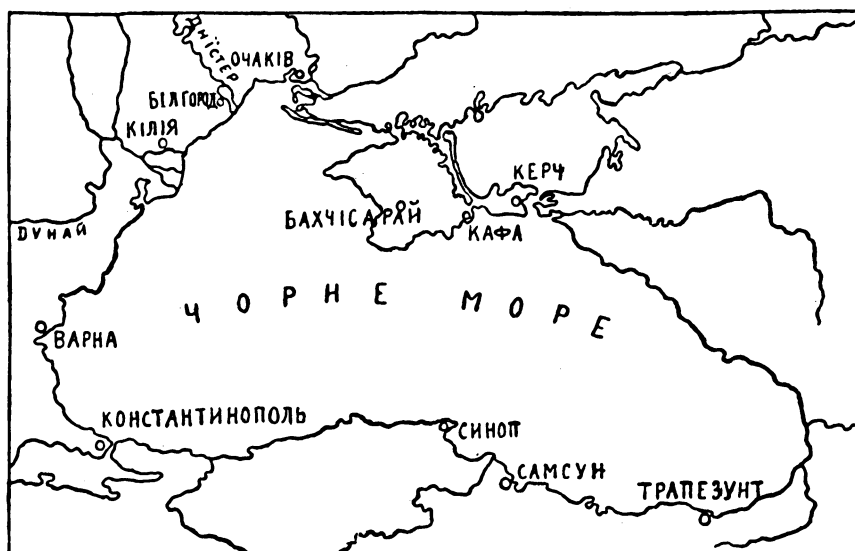 ДНІСТЕР
ОЧАКІВ
БІЛГОРОД
КІЛІЯ
КЕРЧ
БАХЧІСАРАЙ
КАФА
ДУНАЙ
ЧОРНЕ МОРЕ
ВАРНА
КОНСТАНТИНОПОЛЬ
СИНОП
САМСУН
ТРАПЕЗУНТ